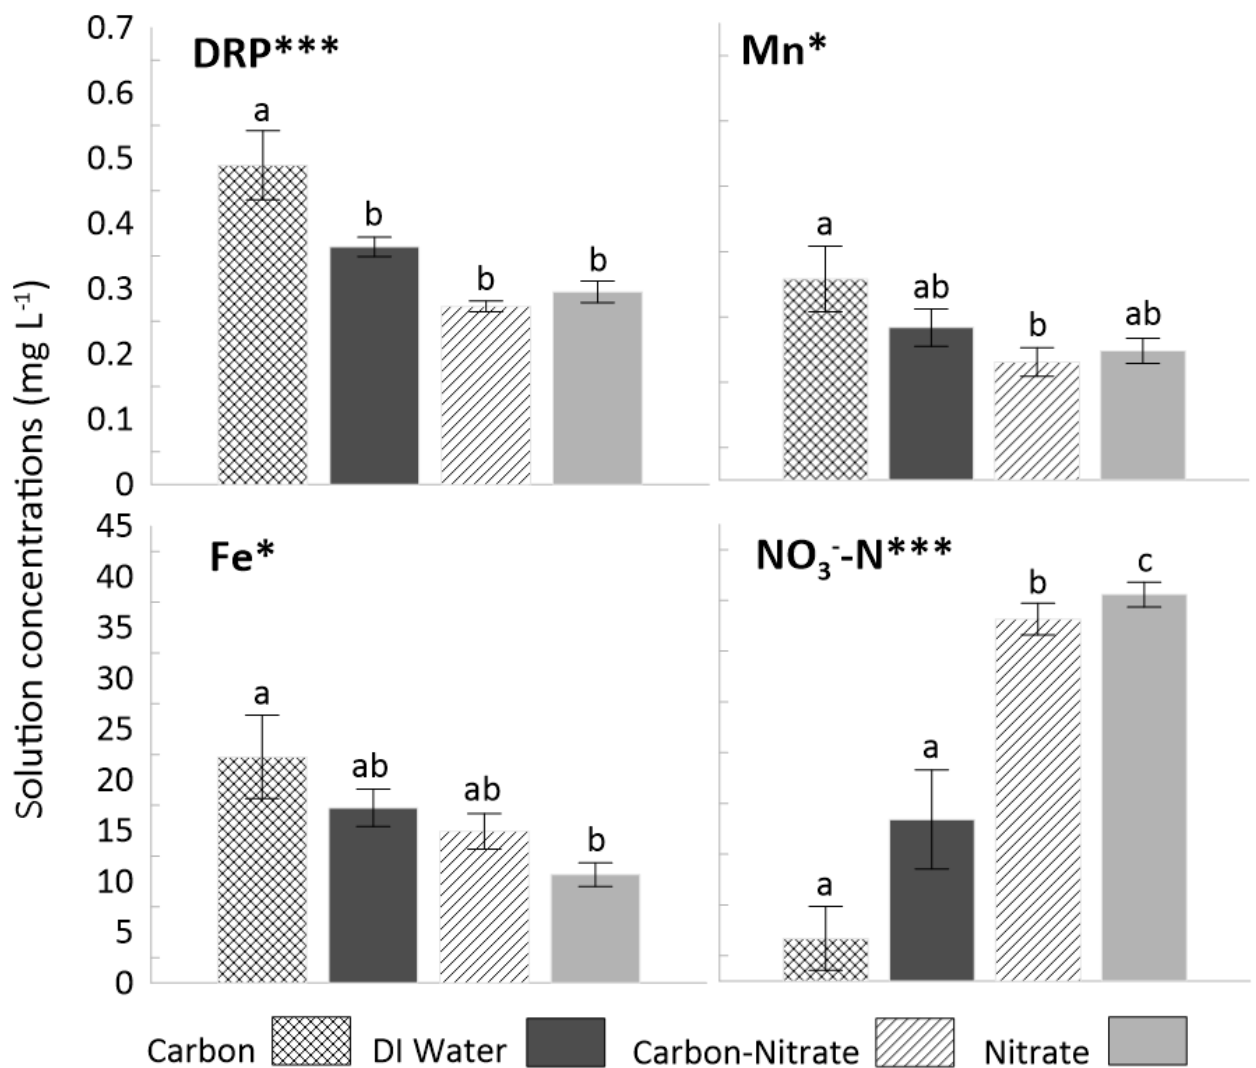 Solution concentrations (mg L⁻¹)
DRP***
0.7
0.6
0.5
0.4
0.3
0.2
0.1
0
a
b
b
b
Mn*
a
ab
b
ab
Fe*
45
40
35
30
25
20
15
10
5
0
a
ab
ab
b
NO₃⁻-N***
a
a
b
c
Carbon DI Water Carbon-Nitrate Nitrate